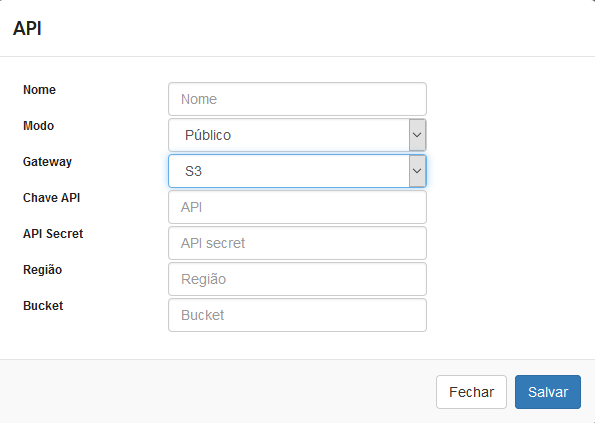 API
Nome Nome
Modo Público
Gateway S3
Chave API API
API Secret API secret
Região Região
Bucket Bucket
Fechar Salvar